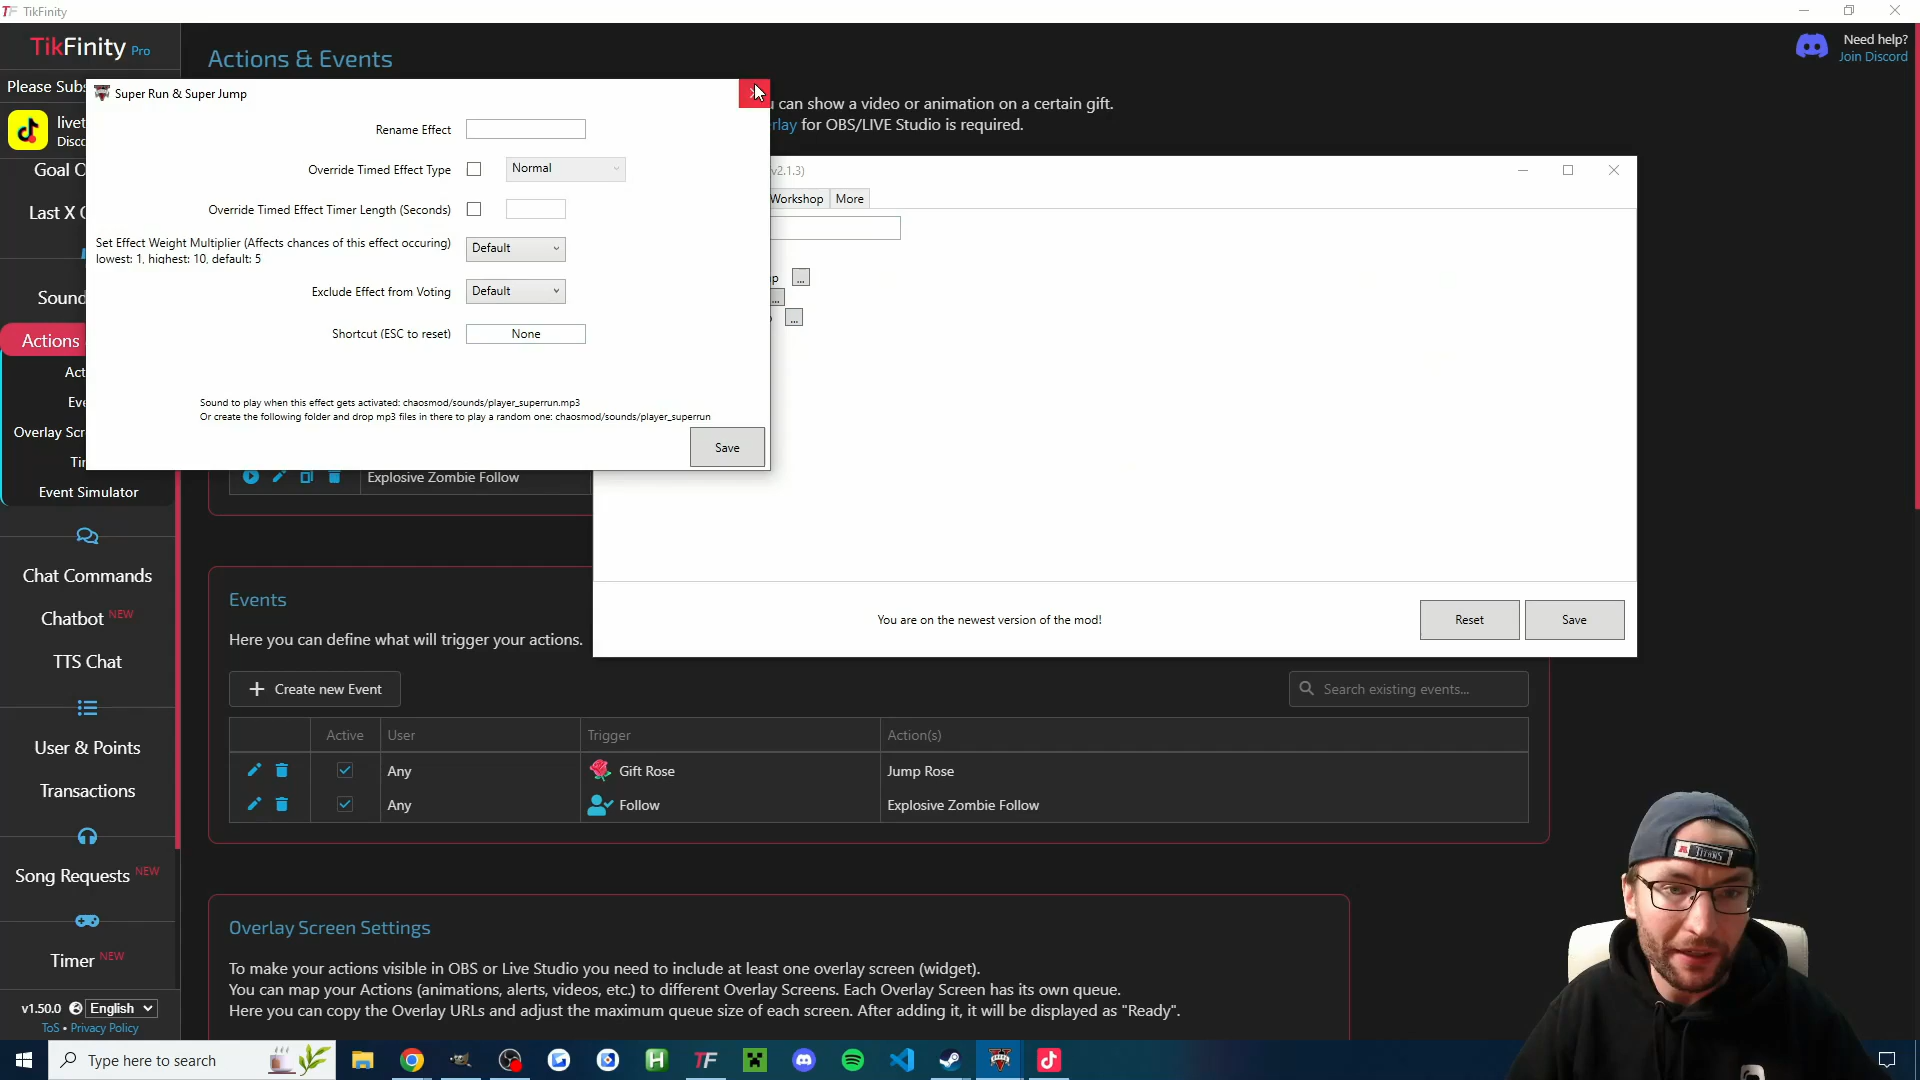 TF TikFinity
TikFinity Pro
Actions & Events
Need help?
Join Discord
Please Subs
livet
Disco
can show a video or animation on a certain gift.
rlay for OBS/LIVE Studio is required.
Super Run & Super Jump
Rename Effect
Override Timed Effect Type
Normal
Override Timed Effect Timer Length (Seconds)
Set Effect Weight Multiplier (Affects chances of this effect occuring)
lowest: 1, highest: 10, default: 5
Default
Exclude Effect from Voting
Default
Shortcut (ESC to reset)
None
Sound to play when this effect gets activated: chaosmod/sounds/player_superrun.mp3
Or create the following folder and drop mp3 files in there to play a random one: chaosmod/sounds/player_superrun
Save
v2.1.3)
Workshop
More
p ...
...
...
You are on the newest version of the mod!
Reset
Save
Goal O
Last X
Sound
Actions
Act
Eve
Overlay Scr
Tir
Event Simulator
Chat Commands
Chatbot NEW
TTS Chat
User & Points
Transactions
Song Requests NEW
Timer NEW
v1.50.0 English
ToS • Privacy Policy
Explosive Zombie Follow
Events
Here you can define what will trigger your actions.
+ Create new Event
Search existing events...
Active User Trigger Action(s)
Any Gift Rose Jump Rose
Any Follow Explosive Zombie Follow
Overlay Screen Settings
To make your actions visible in OBS or Live Studio you need to include at least one overlay screen (widget).
You can map your Actions (animations, alerts, videos, etc.) to different Overlay Screens. Each Overlay Screen has its own queue.
Here you can copy the Overlay URLs and adjust the maximum queue size of each screen. After adding it, it will be displayed as "Ready".
Type here to search
H
TF
TITANS